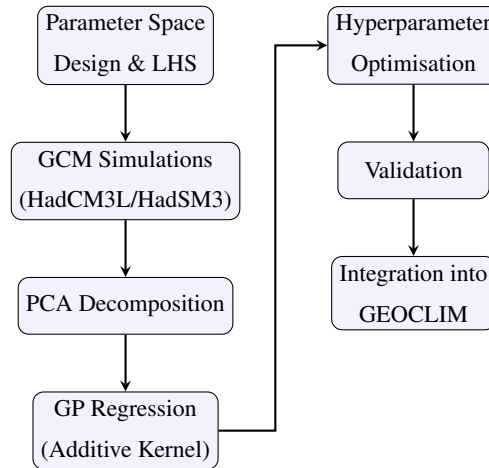 Parameter Space
Design & LHS
GCM Simulations
(HadCM3L/HadSM3)
PCA Decomposition
GP Regression
(Additive Kernel)
Hyperparameter
Optimisation
Validation
Integration into
GEOCLIM